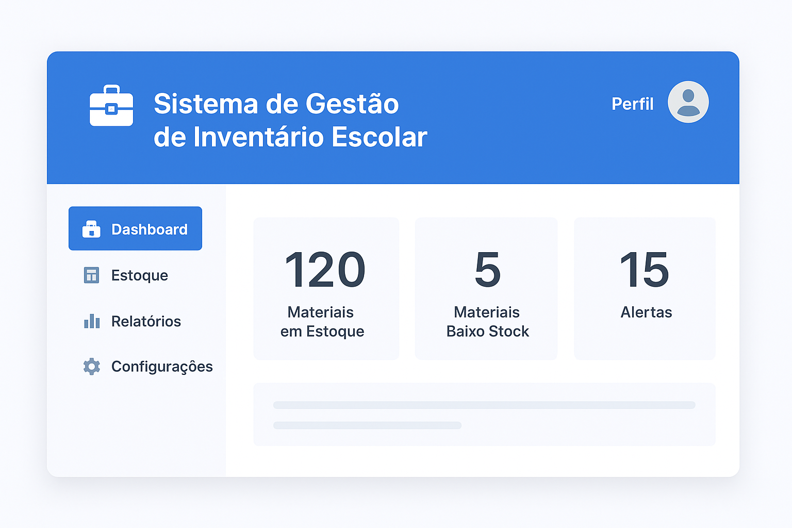 Sistema de Gestão
de Inventário Escolar
Perfil
Dashboard
Estoque
Relatórios
Configuraçôes
120
Materiais
em Estoque
5
Materiais
Baixo Stock
15
Alertas